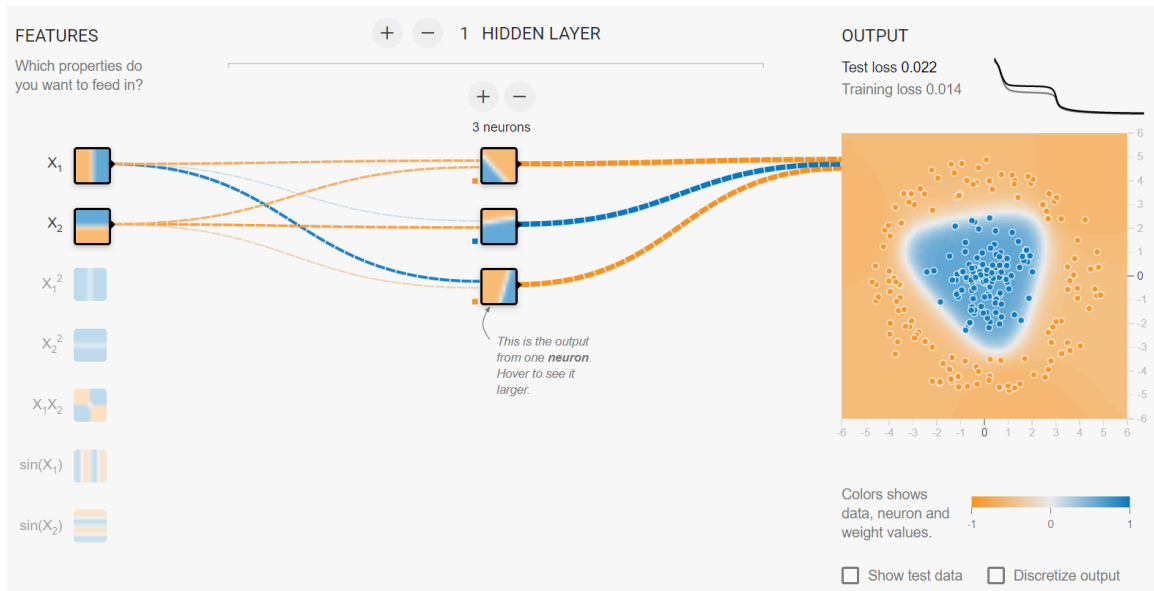 FEATURES
Which properties do
you want to feed in?
+ − 1 HIDDEN LAYER
+ −
3 neurons
X₁
X₂
X₁²
X₂²
X₁X₂
sin(X₁)
sin(X₂)
This is the output
from one neuron.
Hover to see it
larger.
OUTPUT
Test loss 0.022
Training loss 0.014
6
5
4
3
2
1
0
-1
-2
-3
-4
-5
-6
-6 -5 -4 -3 -2 -1 0 1 2 3 4 5 6
Colors shows
data, neuron and
weight values.
-1 0 1
Show test data
Discretize output